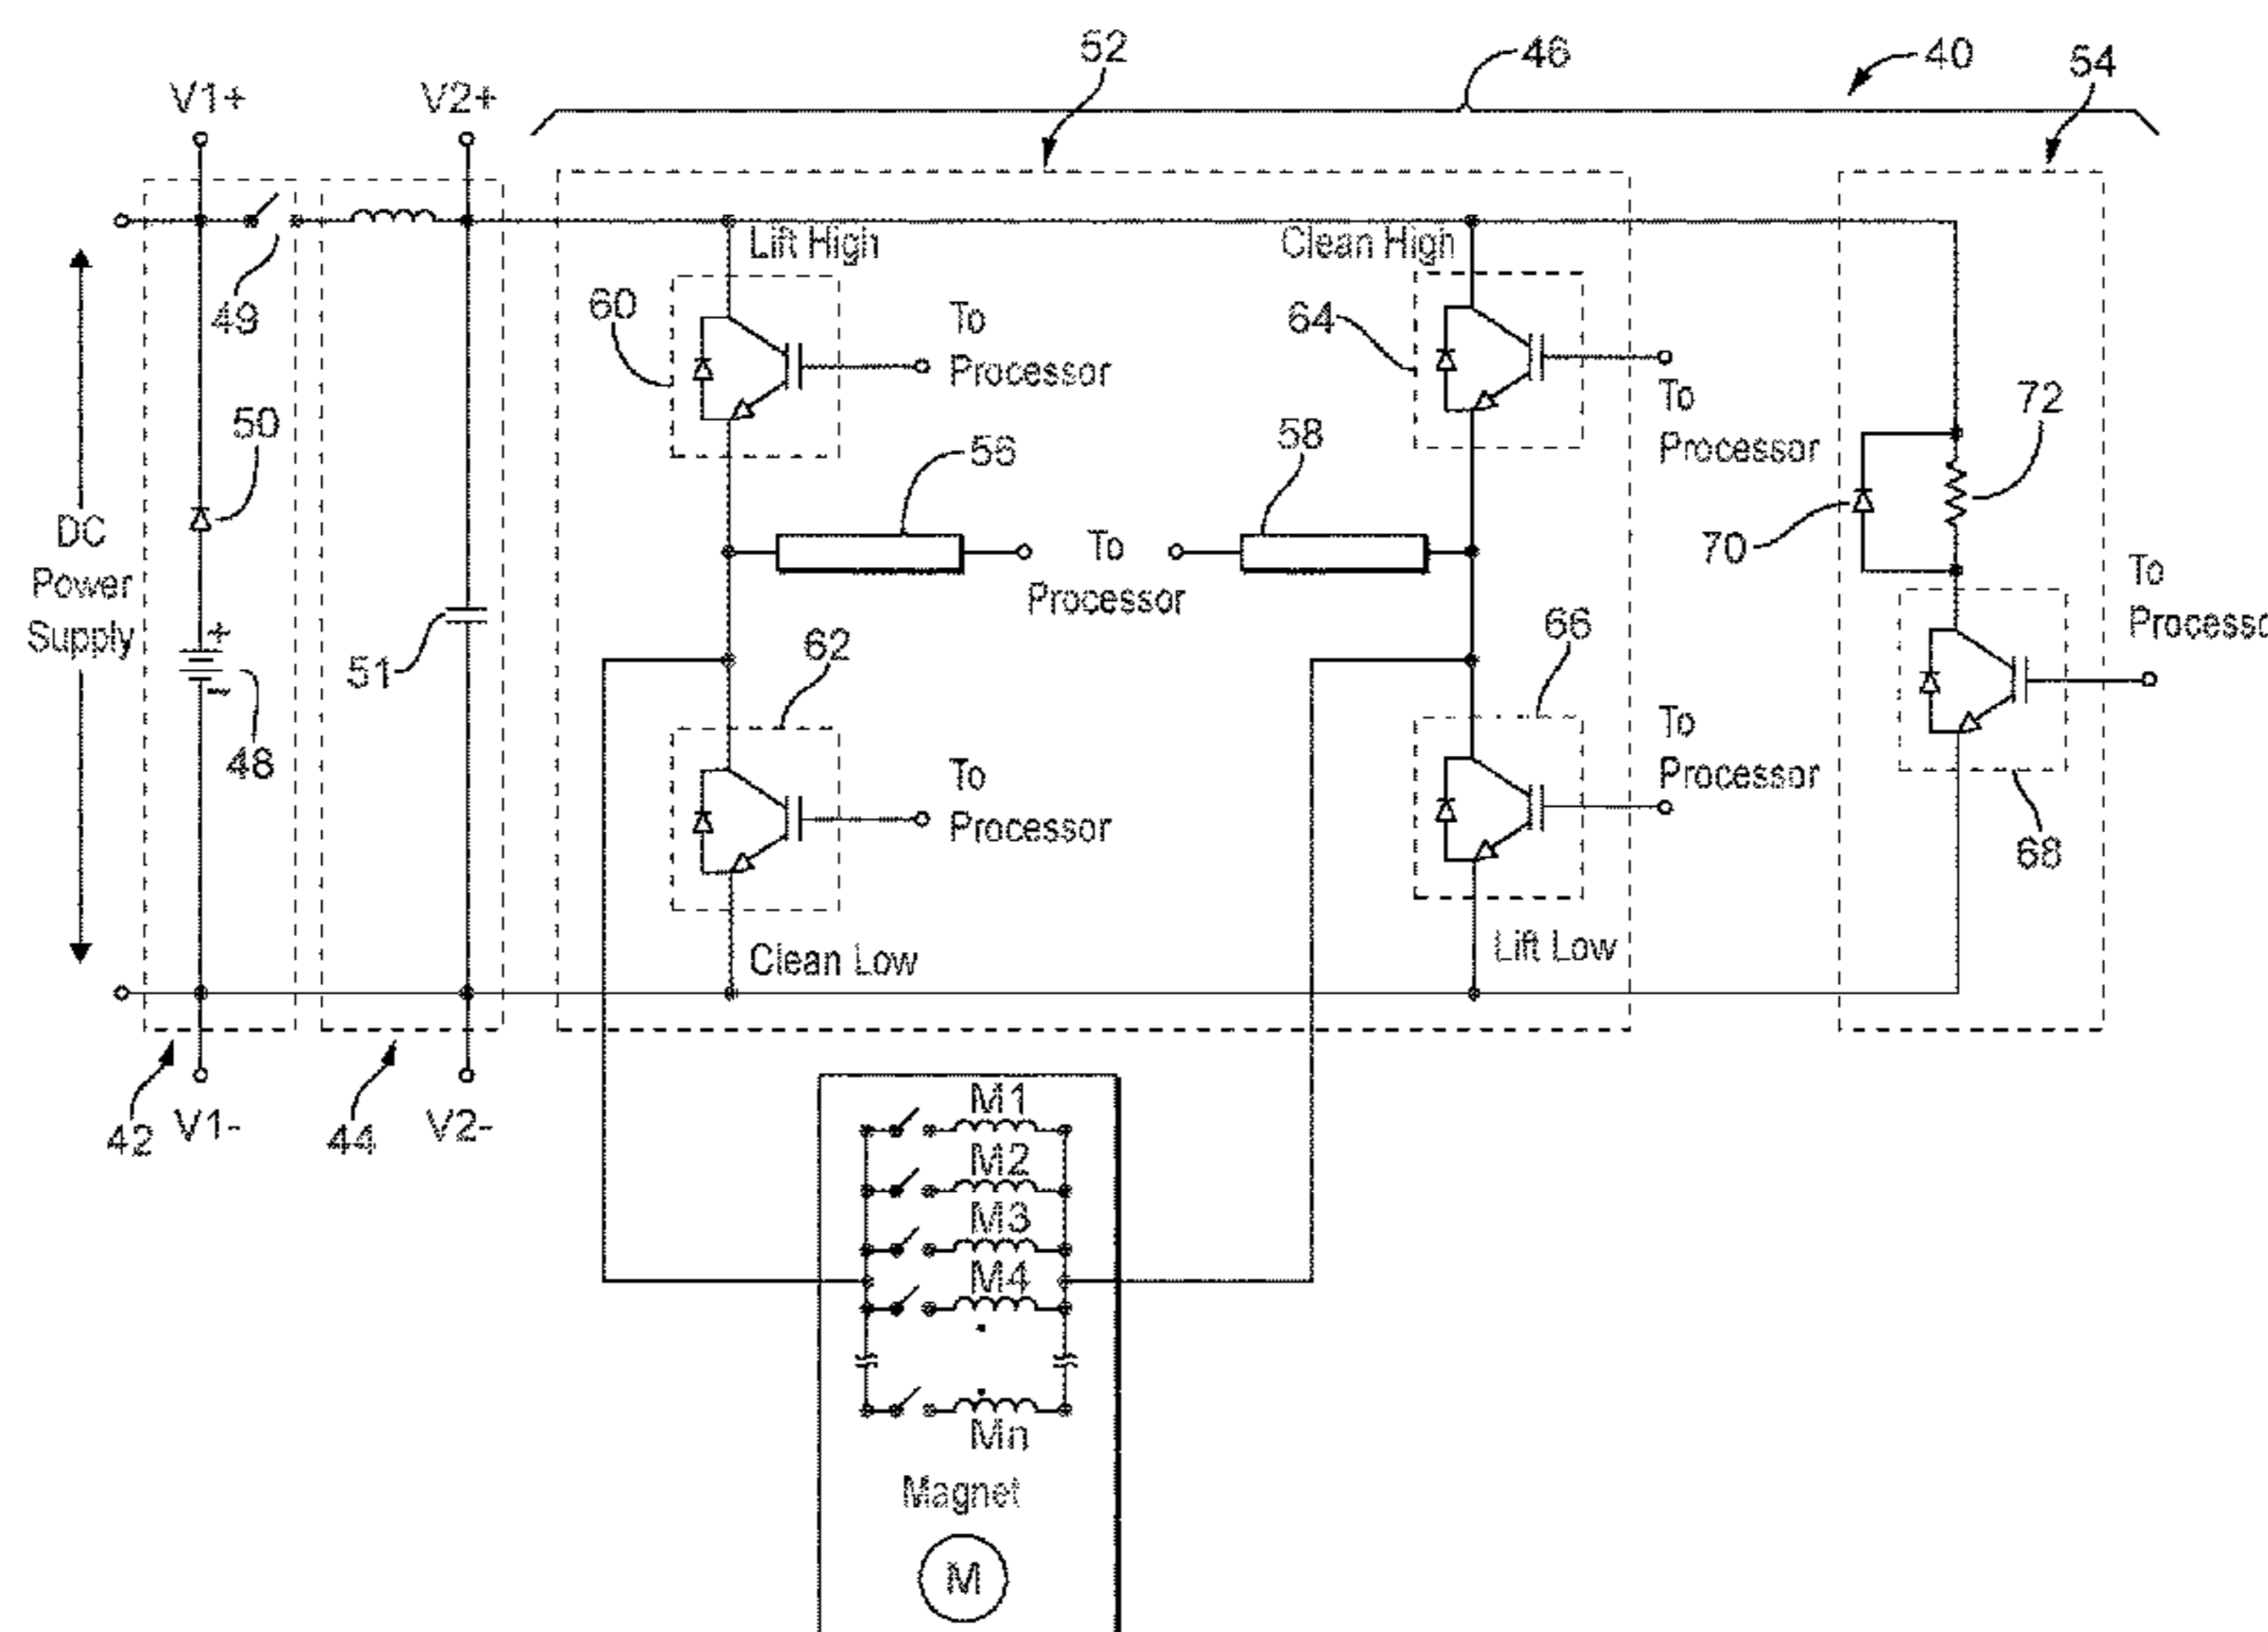 52
46
40
54
V1+
V2+
Lift High
Clean High
49
60
To
Processor
64
To
Processor
50
56
58
72
DC
Power
Supply
To
Processor
70
To
51
+
-
62
66
48
To
Processor
To
Processor
68
Clean Low
Lift Low
42
V1-
44
V2-
M1
M2
M3
M4
Mn
Magnet
M